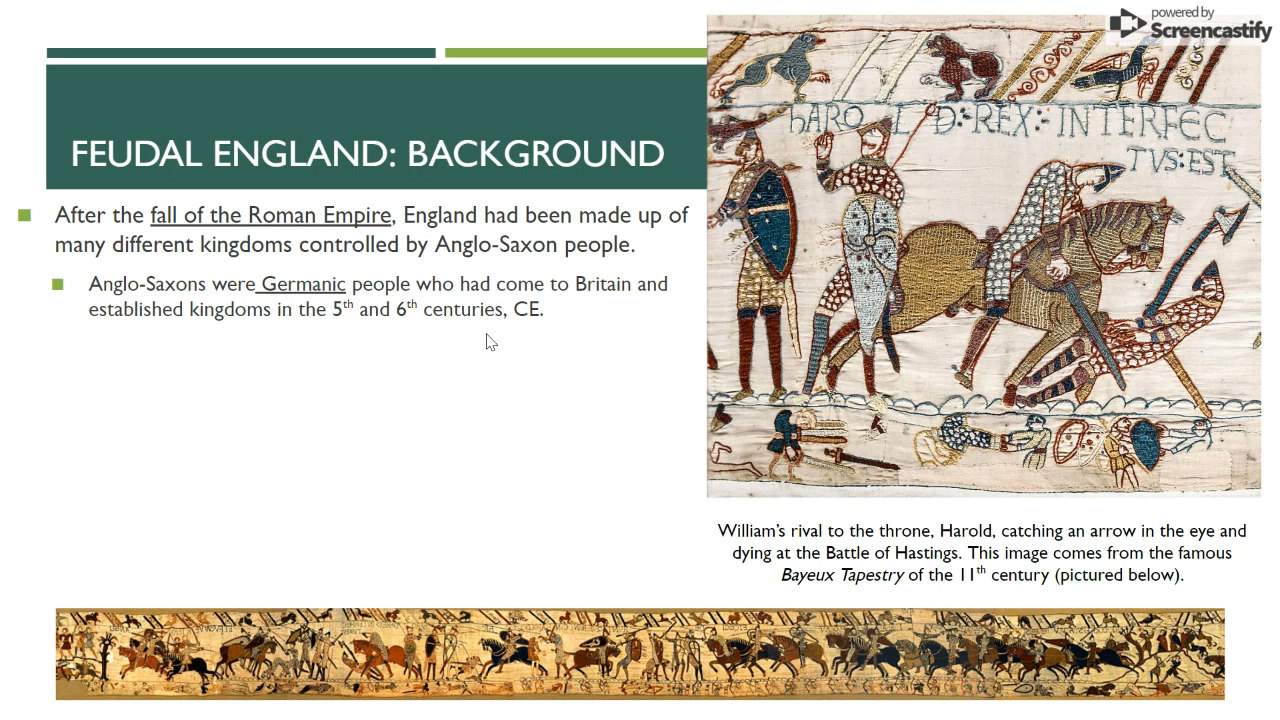 powered by
Screencastify
FEUDAL ENGLAND: BACKGROUND
After the fall of the Roman Empire, England had been made up of
many different kingdoms controlled by Anglo-Saxon people.
Anglo-Saxons were Germanic people who had come to Britain and
established kingdoms in the 5th and 6th centuries, CE.
hARO L D:REX:INTERFEC
TVS:EST
William's rival to the throne, Harold, catching an arrow in the eye and
dying at the Battle of Hastings. This image comes from the famous
Bayeux Tapestry of the 11th century (pictured below).